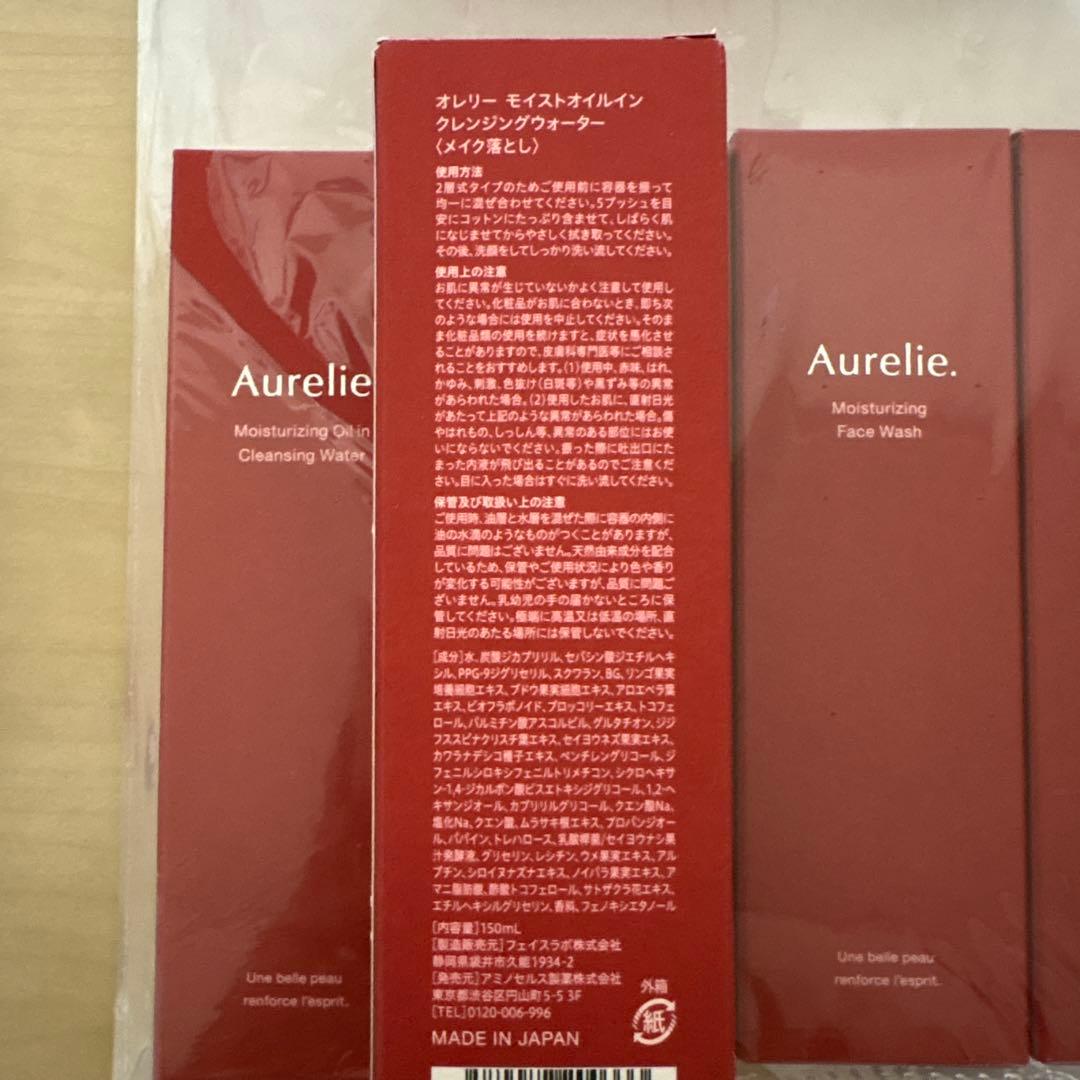 Aurelie
Moisturizing Oil in
Cleansing Water
Une belle peau
renforce l'esprit.
オレリー モイストオイルイン
クレンジングウォーター
〈メイク落とし〉
使用方法
2層式タイプのためご使用前に容器を振って
均一に混ぜ合わせてください。5プッシュを目
安にコットンにたっぷり含ませて、しばらく肌
になじませてからやさしく拭き取ってください。
その後、洗顔をしてしっかり洗い流してください。
使用上の注意
お肌に異常が生じていないかよく注意して使用し
てください。化粧品がお肌に合わないとき、即ち次
のような場合には使用を中止してください。そのま
ま化粧品類の使用を続けますと、症状を悪化させ
ることがありますので、皮膚科専門医等にご相談さ
れることをおすすめします。(1)使用中、赤味、はれ、
かゆみ、刺激、色抜け(白斑等)や黒ずみ等の異常
があらわれた場合。(2)使用したお肌に、直射日光
があたって上記のような異常があらわれた場合。傷
やはれもの、しっしん等、異常のある部位にはお使
いにならないでください。振った際に吐出口にた
まった内液が飛び出ることがあるのでご注意くだ
さい。目に入った場合はすぐに洗い流してください。
保管及び取扱い上の注意
ご使用時、油層と水層を混ぜた際に容器の内側に
油の水滴のようなものがつくことがありますが、
品質に問題はございません。天然由来成分を配合
しているため、保管やご使用状況により色や香り
が変化する可能性がございますが、品質に問題ご
ざいません。乳幼児の手の届かないところに保
管してください。極端に高温又は低温の場所、直
射日光のあたる場所には保管しないでください。
[成分]水、炭酸ジカプリリル、セバシン酸ジエチルヘキ
シル、PPG-9ジグリセリル、スクワラン、BG、リンゴ果実
培養細胞エキス、ブドウ果実細胞エキス、アロエベラ葉
エキス、ビオフラボノイド、ブロッコリーエキス、トコフェ
ロール、パルミチン酸アスコルビル、グルタチオン、ジジ
フススピナクリスチ葉エキス、セイヨウネズ果実エキス、
カワラナデシコ種子エキス、ペンチレングリコール、ジ
フェニルシロキシフェニルトリメチコン、シクロヘキサ
ン-1,4-ジカルボン酸ビスエトキシジグリコール、1,2-ヘ
キサンジオール、カプリリルグリコール、クエン酸Na、
塩化Na、クエン酸、ムラサキ根エキス、プロパンジオー
ル、パパイン、トレハロース、乳酸桿菌/セイヨウナシ果
汁発酵液、グリセリン、レシチン、ウメ果実エキス、アル
ブチン、シロイヌナズナエキス、ノイバラ果実エキス、ア
マニ脂肪酸、酢酸トコフェロール、サトザクラ花エキス、
エチルヘキシルグリセリン、香料、フェノキシエタノール
[内容量]150mL
[製造販売元]フェイスラボ株式会社
静岡県袋井市久能1934-2
[発売元]アミノセルス製薬株式会社
東京都渋谷区円山町5-5 3F
[TEL]0120-006-996
MADE IN JAPAN
外箱
紙
Aurelie.
Moisturizing
Face Wash
Une belle peau
renforce l'esprit.